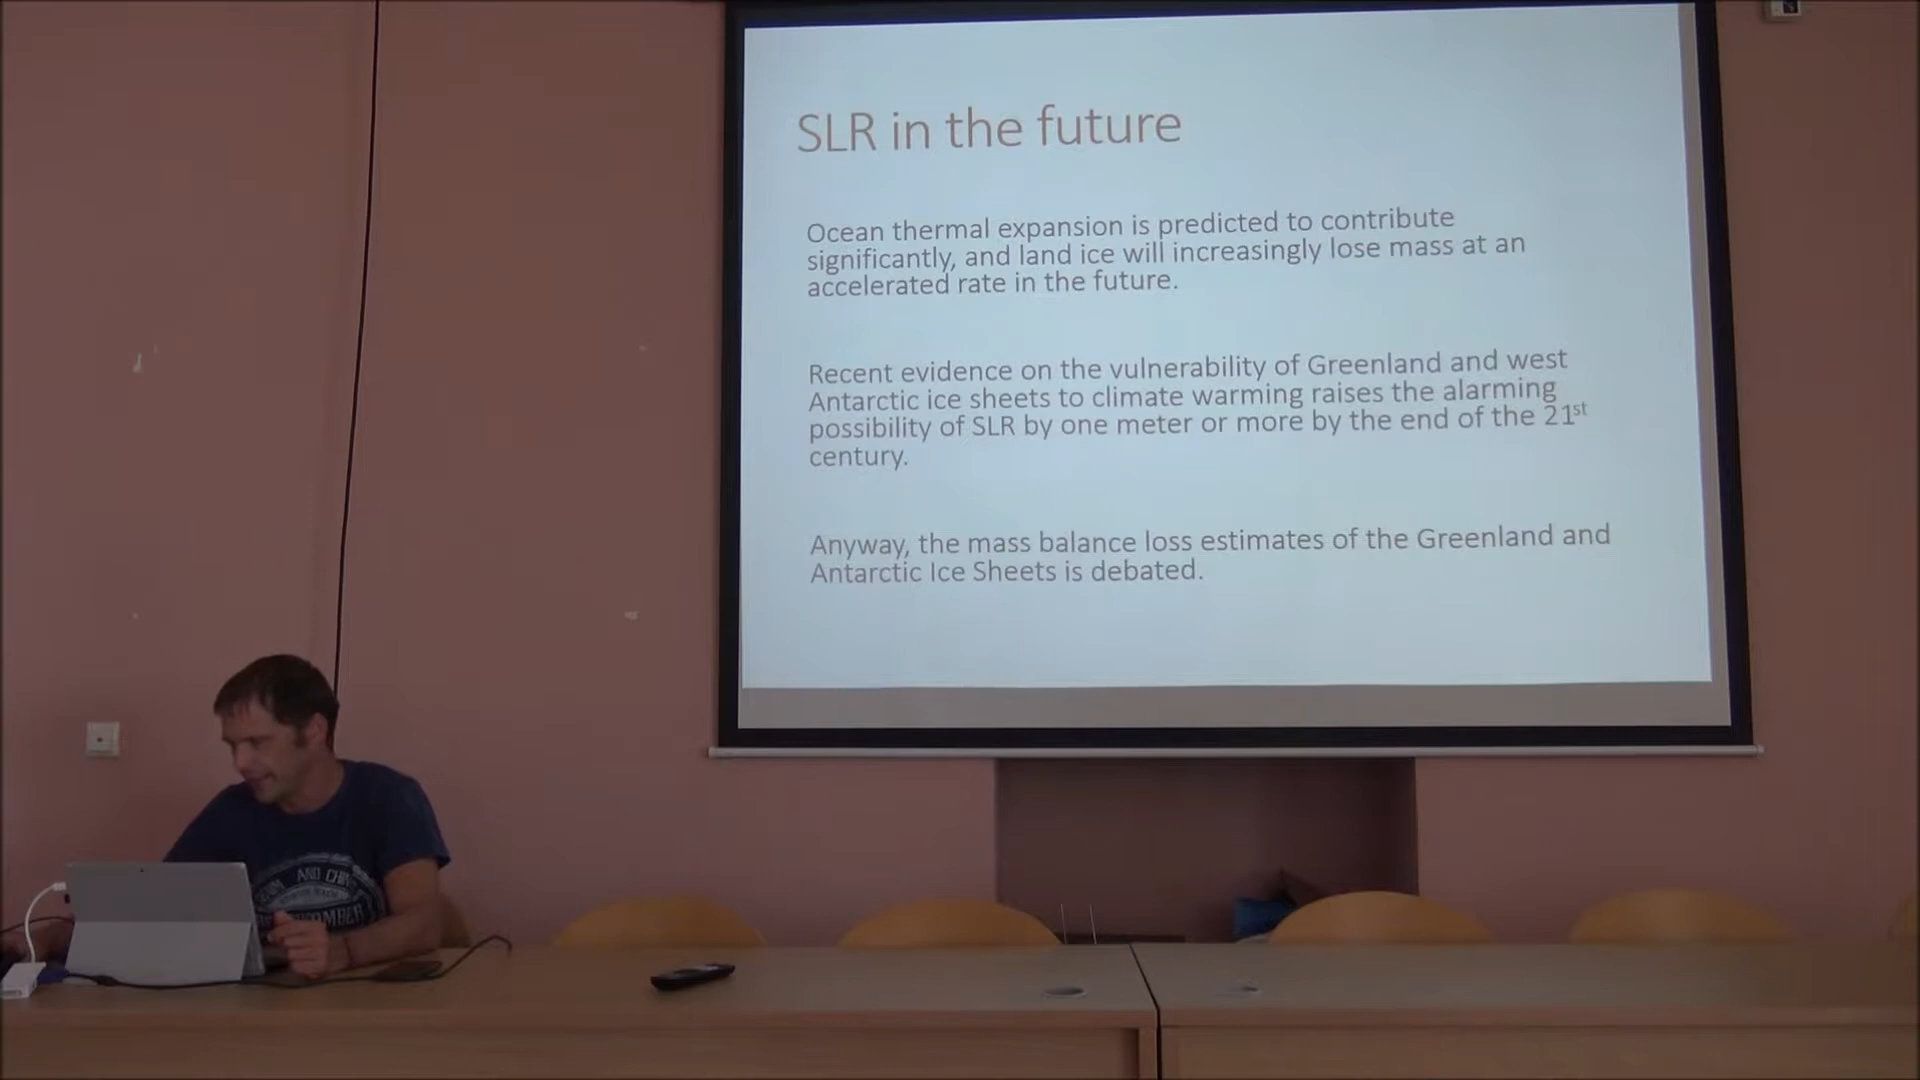 SLR in the future
Ocean thermal expansion is predicted to contribute
significantly, and land ice will increasingly lose mass at an
accelerated rate in the future.
Recent evidence on the vulnerability of Greenland and west
Antarctic ice sheets to climate warming raises the alarming
possibility of SLR by one meter or more by the end of the 21st
century.
Anyway, the mass balance loss estimates of the Greenland and
Antarctic Ice Sheets is debated.
AND